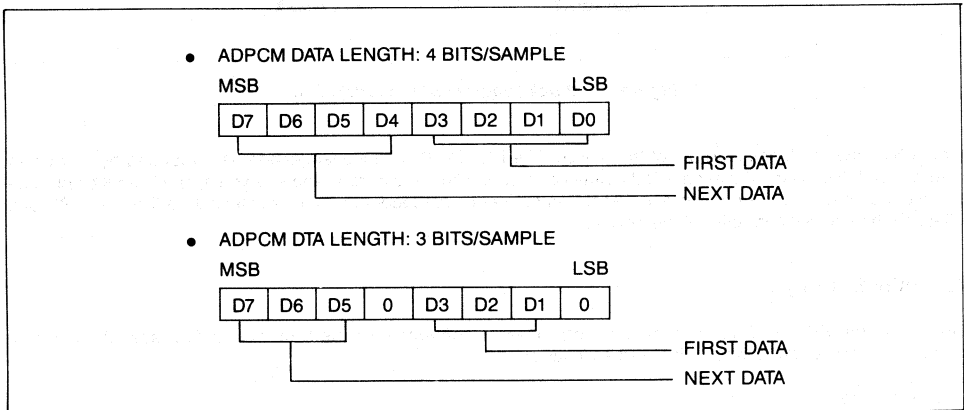 ● ADPCM DATA LENGTH: 4 BITS/SAMPLE
MSB LSB
D7 D6 D5 D4 D3 D2 D1 D0
FIRST DATA
NEXT DATA
● ADPCM DTA LENGTH: 3 BITS/SAMPLE
MSB LSB
D7 D6 D5 0 D3 D2 D1 0
FIRST DATA
NEXT DATA